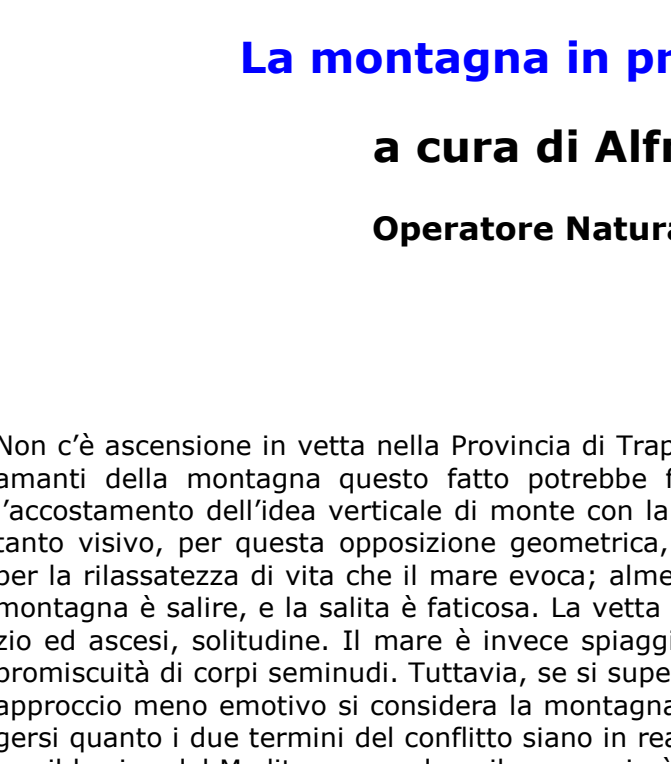 La montagna in pr
a cura di Alfr
Operatore Natura
Non c’è ascensione in vetta nella Provincia di Trap
amanti della montagna questo fatto potrebbe f
l’accostamento dell’idea verticale di monte con la
tanto visivo, per questa opposizione geometrica,
per la rilassatezza di vita che il mare evoca; alme
montagna è salire, e la salita è faticosa. La vetta
zio ed ascesi, solitudine. Il mare è invece spiaggi
promiscuità di corpi seminudi. Tuttavia, se si supe
approccio meno emotivo si considera la montagna
gersi quanto i due termini del conflitto siano in rea